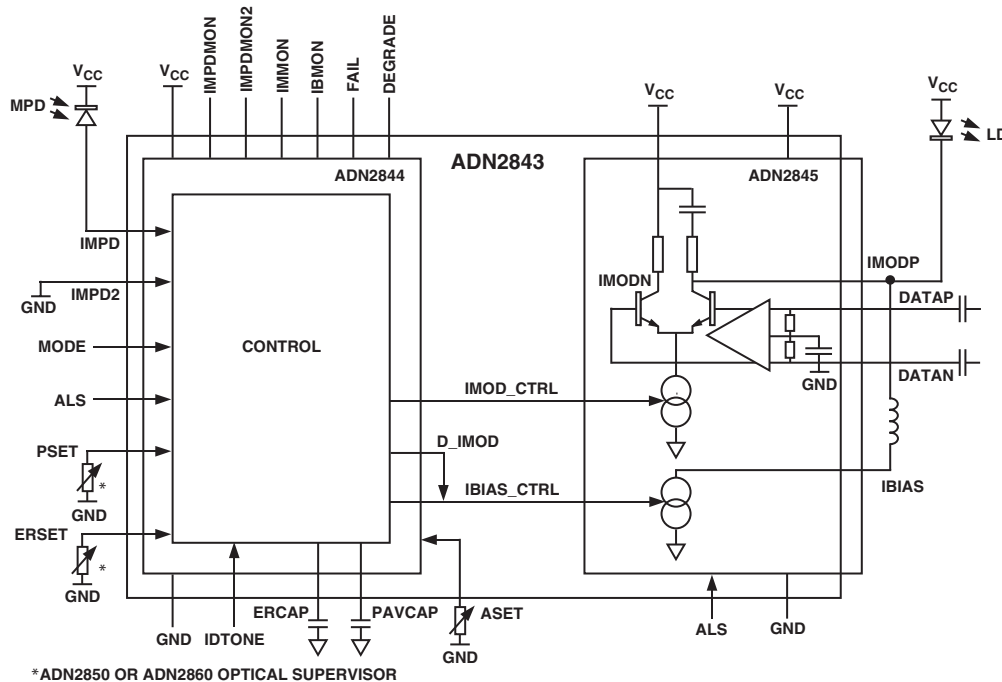 IMPDMON
IMPDMON2
IMMON
IBMON
FAIL
DEGRADE
VCC
VCC
VCC
VCC
VCC
MPD
LD
ADN2843
ADN2844
ADN2845
IMPD
IMODP
IMODN
IMPD2
GND
DATAP
MODE
CONTROL
GND
DATAN
ALS
IMOD_CTRL
PSET
D_IMOD
*
GND
IBIAS_CTRL
IBIAS
ERSET
*
GND
ERCAP
PAVCAP
ASET
GND
IDTONE
GND
ALS
GND
*ADN2850 OR ADN2860 OPTICAL SUPERVISOR